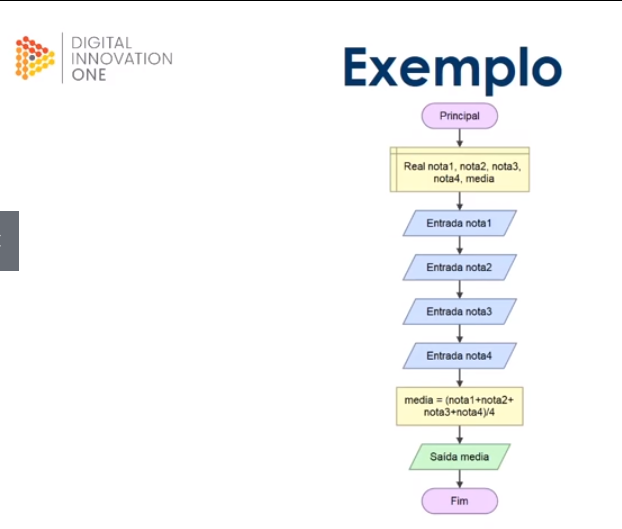 DIGITAL
INNOVATION
ONE
Exemplo
Principal
Real nota1, nota2, nota3,
nota4, media
Entrada nota1
Entrada nota2
Entrada nota3
Entrada nota4
media = (nota1+nota2+
nota3+nota4)/4
Saída media
Fim